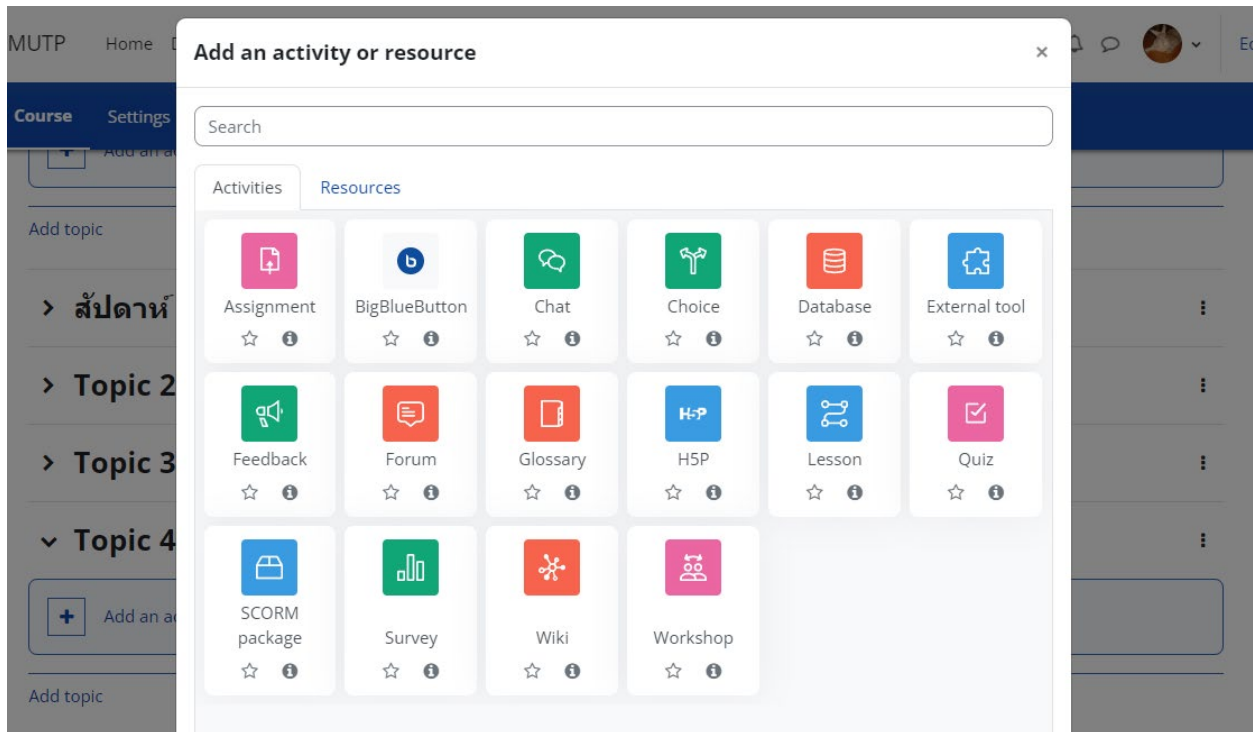 MUTP Home
Add an activity or resource
×
Course Settings
Search
Activities Resources
Add topic
Assignment BigBlueButton Chat Choice Database External tool
> สัปดาห์
> Topic 2
Feedback Forum Glossary H5P Lesson Quiz
> Topic 3
Topic 4
SCORM package Survey Wiki Workshop
Add an
Add topic